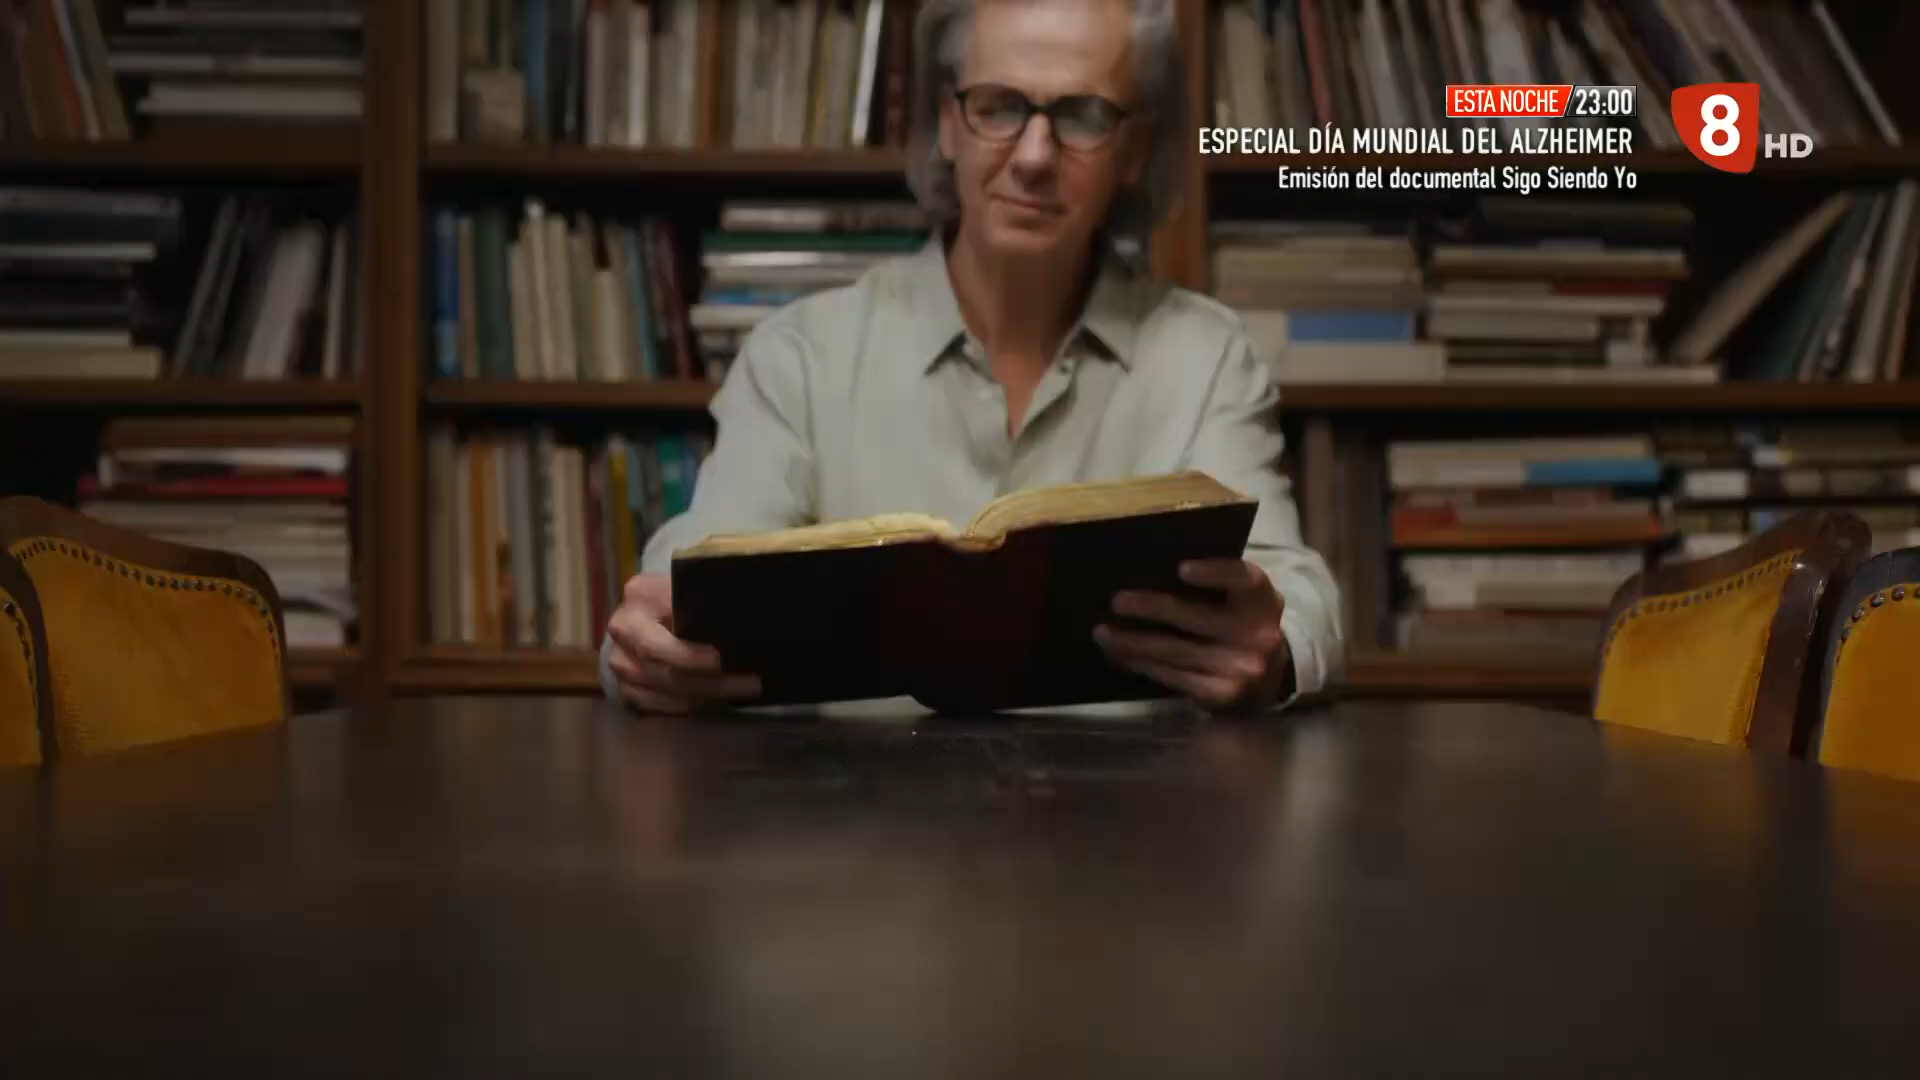 ESTA NOCHE 23:00
ESPECIAL DÍA MUNDIAL DEL ALZHEIMER
Emisión del documental Sigo Siendo Yo
8 HD